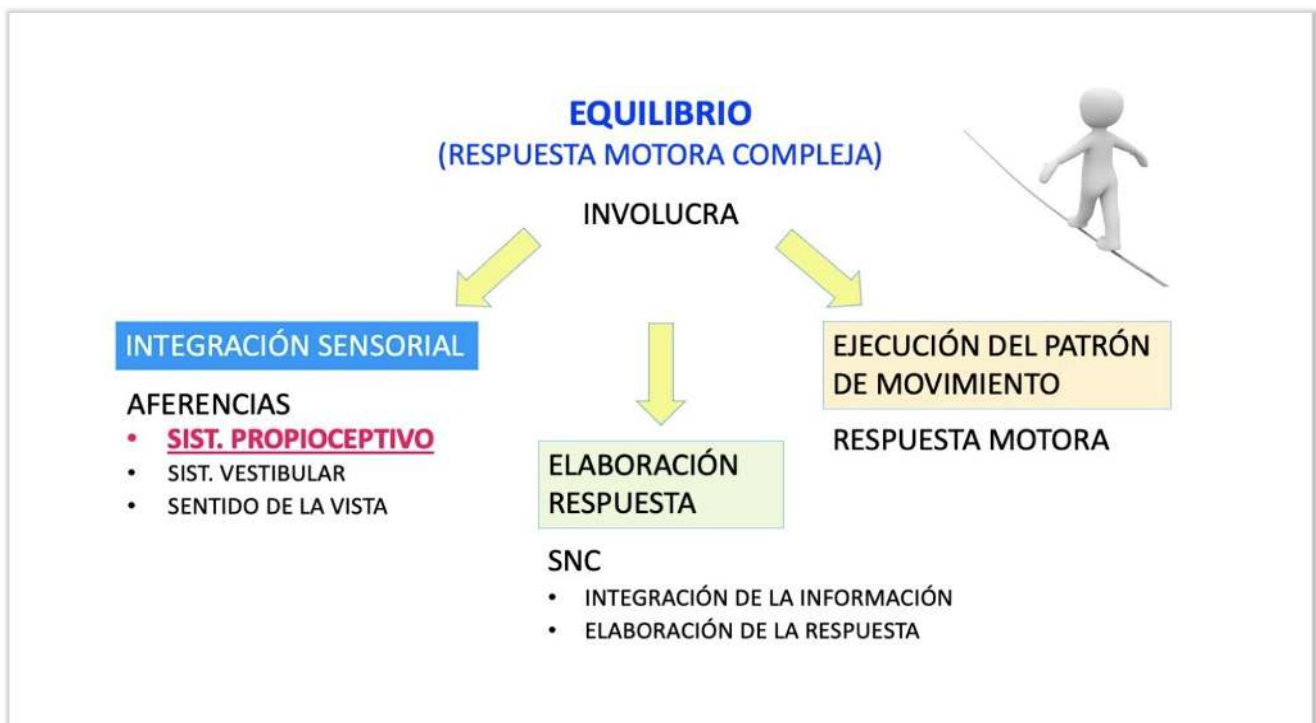 EQUILIBRIO
(RESPUESTA MOTORA COMPLEJA)
INVOLUCRA
INTEGRACIÓN SENSORIAL
AFERENCIAS
• SIST. PROPIOCEPTIVO
• SIST. VESTIBULAR
• SENTIDO DE LA VISTA
ELABORACIÓN
RESPUESTA
SNC
• INTEGRACIÓN DE LA INFORMACIÓN
• ELABORACIÓN DE LA RESPUESTA
EJECUCIÓN DEL PATRÓN
DE MOVIMIENTO
RESPUESTA MOTORA